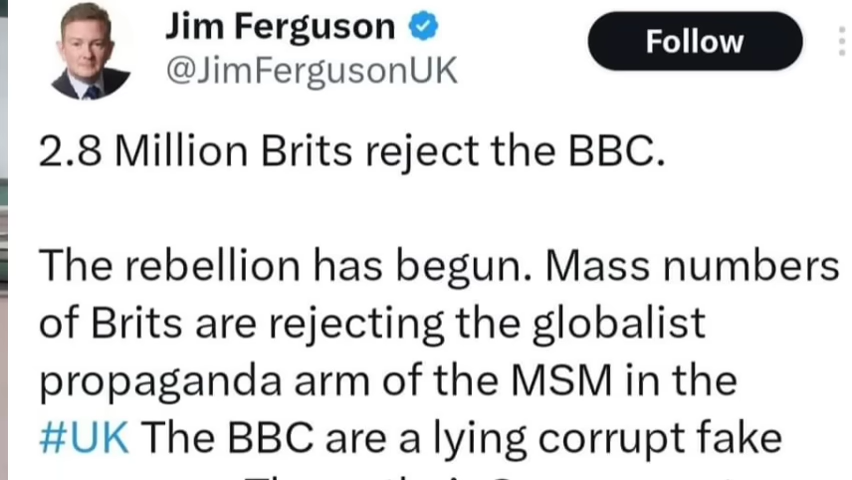 Jim Ferguson
@JimFergusonUK
Follow
2.8 Million Brits reject the BBC.
The rebellion has begun. Mass numbers
of Brits are rejecting the globalist
propaganda arm of the MSM in the
#UK The BBC are a lying corrupt fake